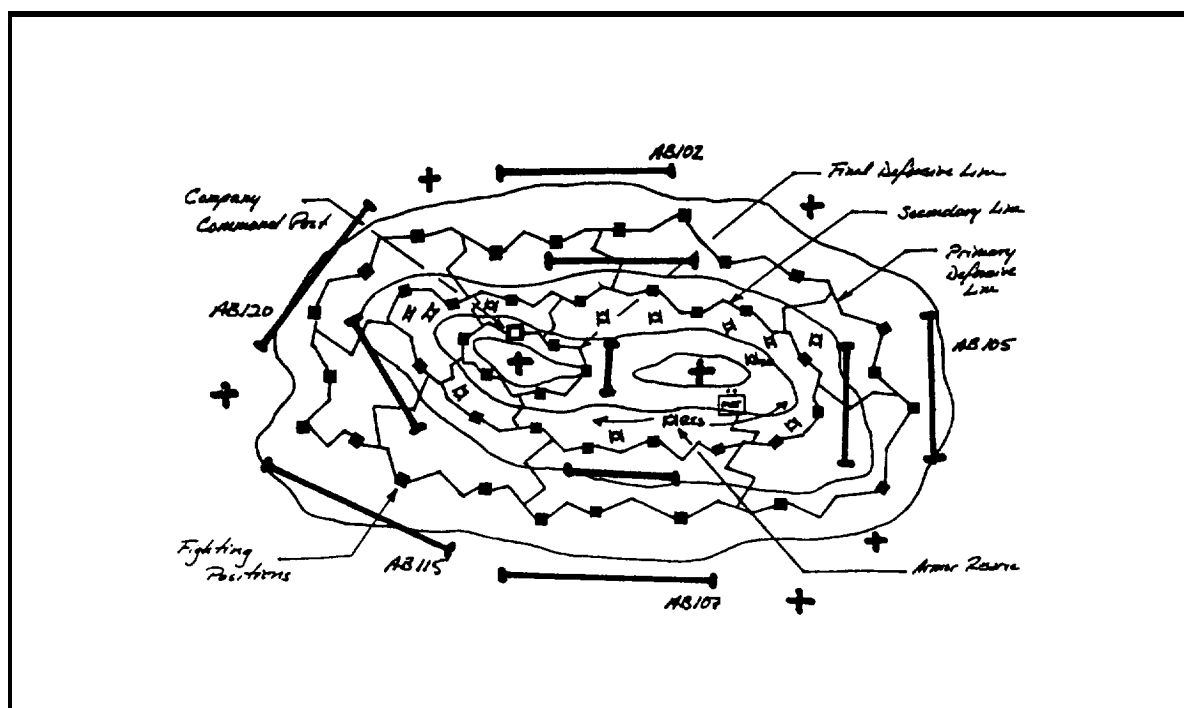 AB102
Final Defensive Line
Company
Command Post
Secondary Line
Primary
Defensive
Line
AB120
AB105
RES
Fighting
Positions
AB115
AB107
Armor Reserve